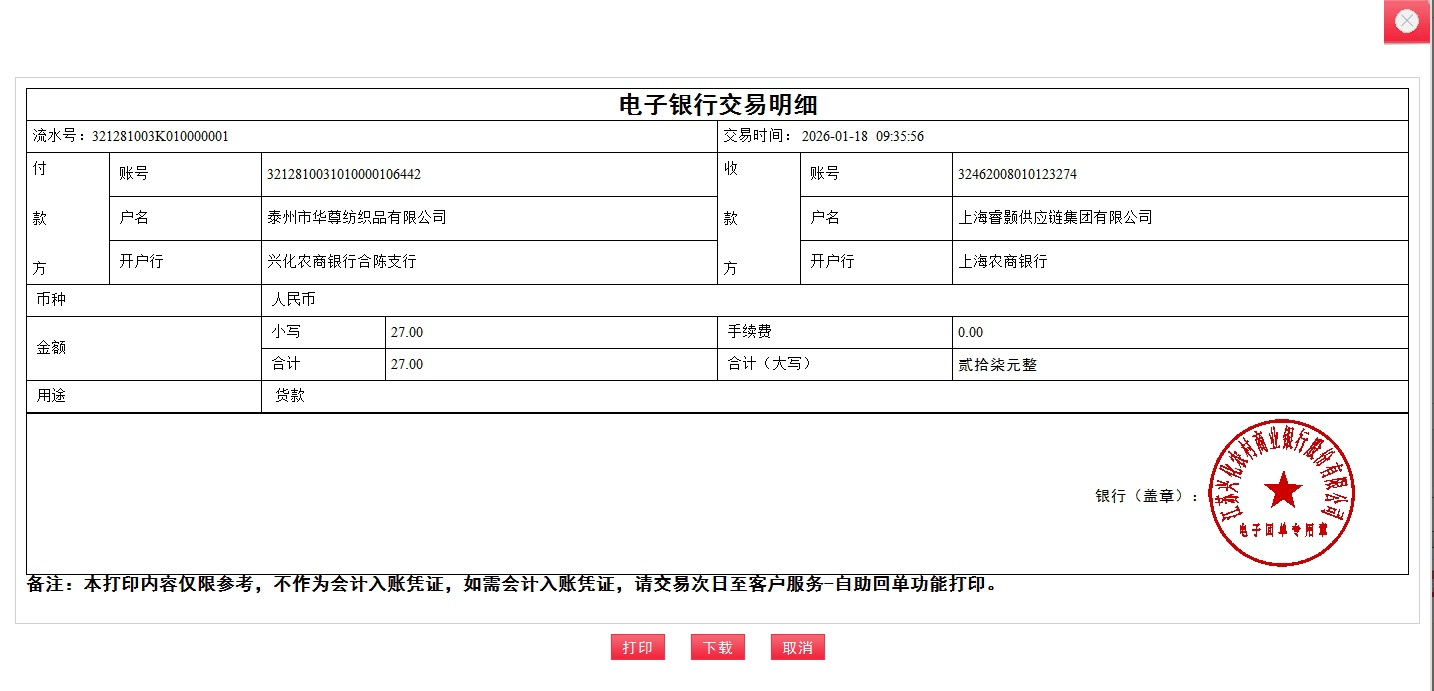 电子银行交易明细
流水号：321281003K010000001 交易时间： 2026-01-18 09:35:56
付款方 账号 3212810031010000106442 收款方 账号 32462008010123274
户名 泰州市华尊纺织品有限公司 户名 上海睿颢供应链集团有限公司
开户行 兴化农商银行合陈支行 开户行 上海农商银行
币种 人民币
金额 小写 27.00 手续费 0.00
合计 27.00 合计（大写） 贰拾柒元整
用途 货款
银行（盖章）：
江苏兴化农村商业银行股份有限公司
电子回单专用章
备注：本打印内容仅限参考，不作为会计入账凭证，如需会计入账凭证，请交易次日至客户服务-自助回单功能打印。
打印 下载 取消